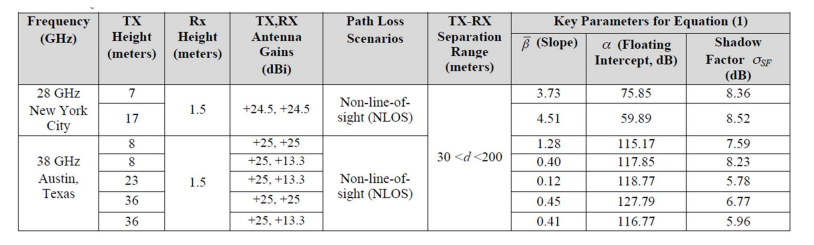 Frequency (GHz) | TX Height (meters) | Rx Height (meters) | TX,RX Antenna Gains (dBi) | Path Loss Scenarios | TX-RX Separation Range (meters) | Key Parameters for Equation (1)
β̅ (Slope) | α (Floating Intercept, dB) | Shadow Factor σSF (dB)
28 GHz New York City | 7 | 1.5 | +24.5, +24.5 | Non-line-of-sight (NLOS) | 30 <d <200 | 3.73 | 75.85 | 8.36
17 | 4.51 | 59.89 | 8.52
38 GHz Austin, Texas | 8 | 1.5 | +25, +25 | Non-line-of-sight (NLOS) | 1.28 | 115.17 | 7.59
8 | +25, +13.3 | 0.40 | 117.85 | 8.23
23 | +25, +13.3 | 0.12 | 118.77 | 5.78
36 | +25, +25 | 0.45 | 127.79 | 6.77
36 | +25, +13.3 | 0.41 | 116.77 | 5.96